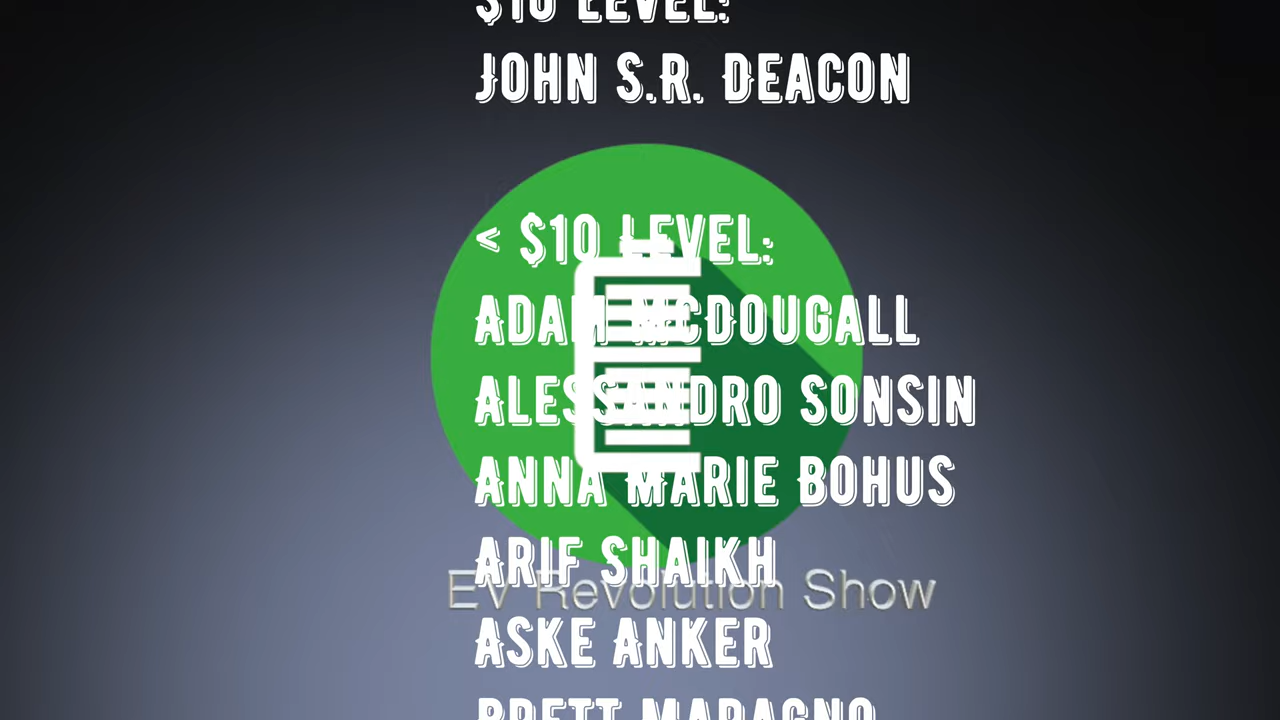 $10 LEVEL:
JOHN S.R. DEACON
< $10 LEVEL:
ADAM MCDOUGALL
ALESSANDRO SONSIN
ANNA MARIE BOHUS
ARIF SHAIKH
EV Revolution Show
ASKE ANKER
BRETT